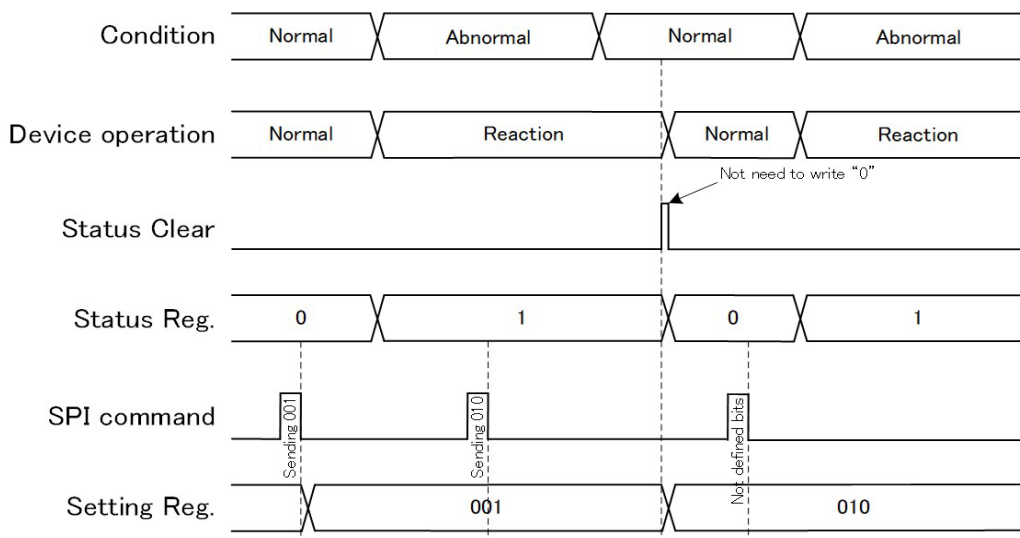 Condition
Normal
Abnormal
Normal
Abnormal
Device operation
Normal
Reaction
Normal
Reaction
Not need to write “0”
Status Clear
Status Reg.
0
1
0
1
SPI command
Sending 001
Sending 010
Not defined bits
Setting Reg.
001
010